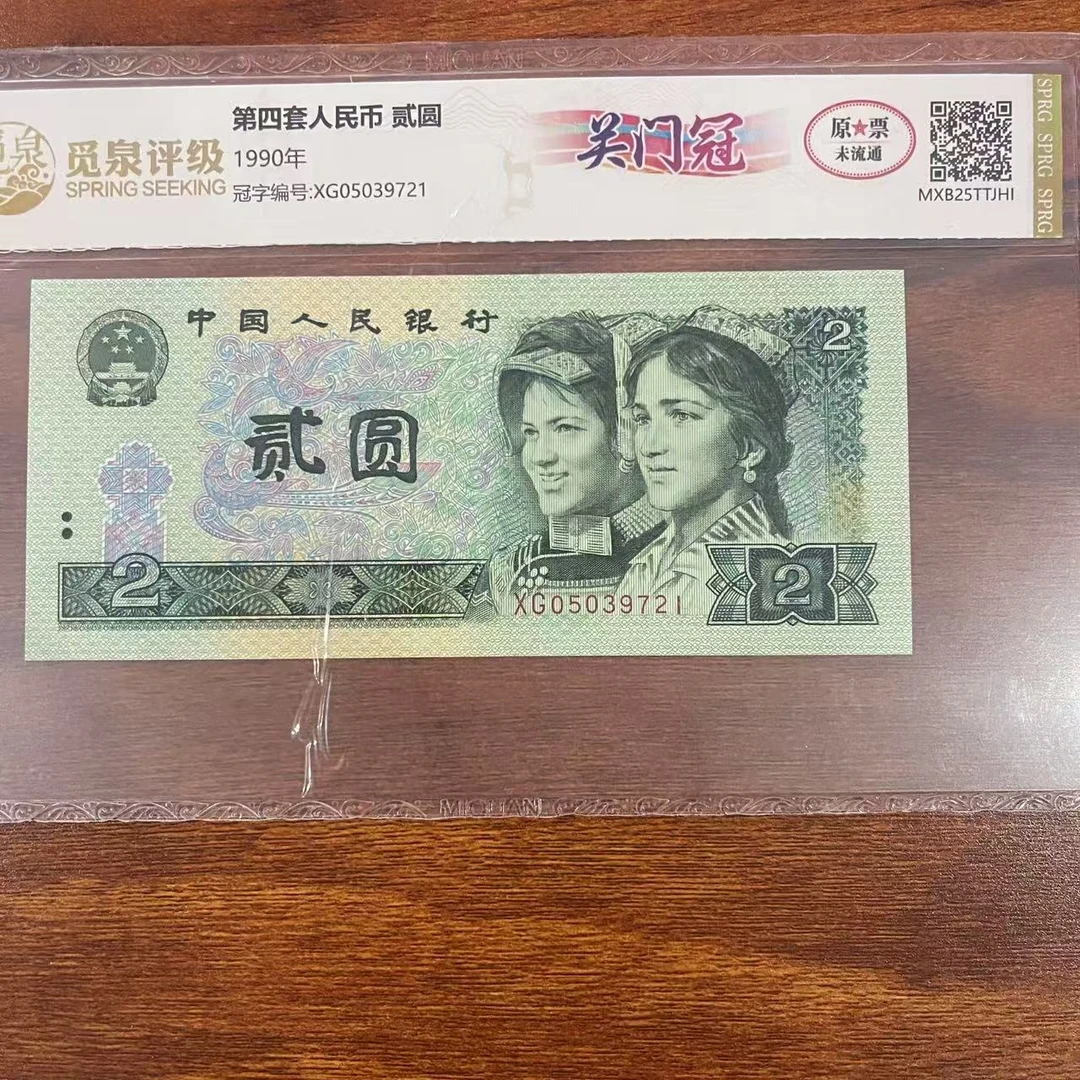 MIQUAN
觅泉
觅泉评级
SPRING SEEKING
第四套人民币 贰圆
1990年
冠字编号:XG05039721
关门冠
原★票
未流通
MXB25TTJHI
SPRG SPRG SPRG
中国人民银行
2
贰圆
2
XG05039721
2
MIQUAN